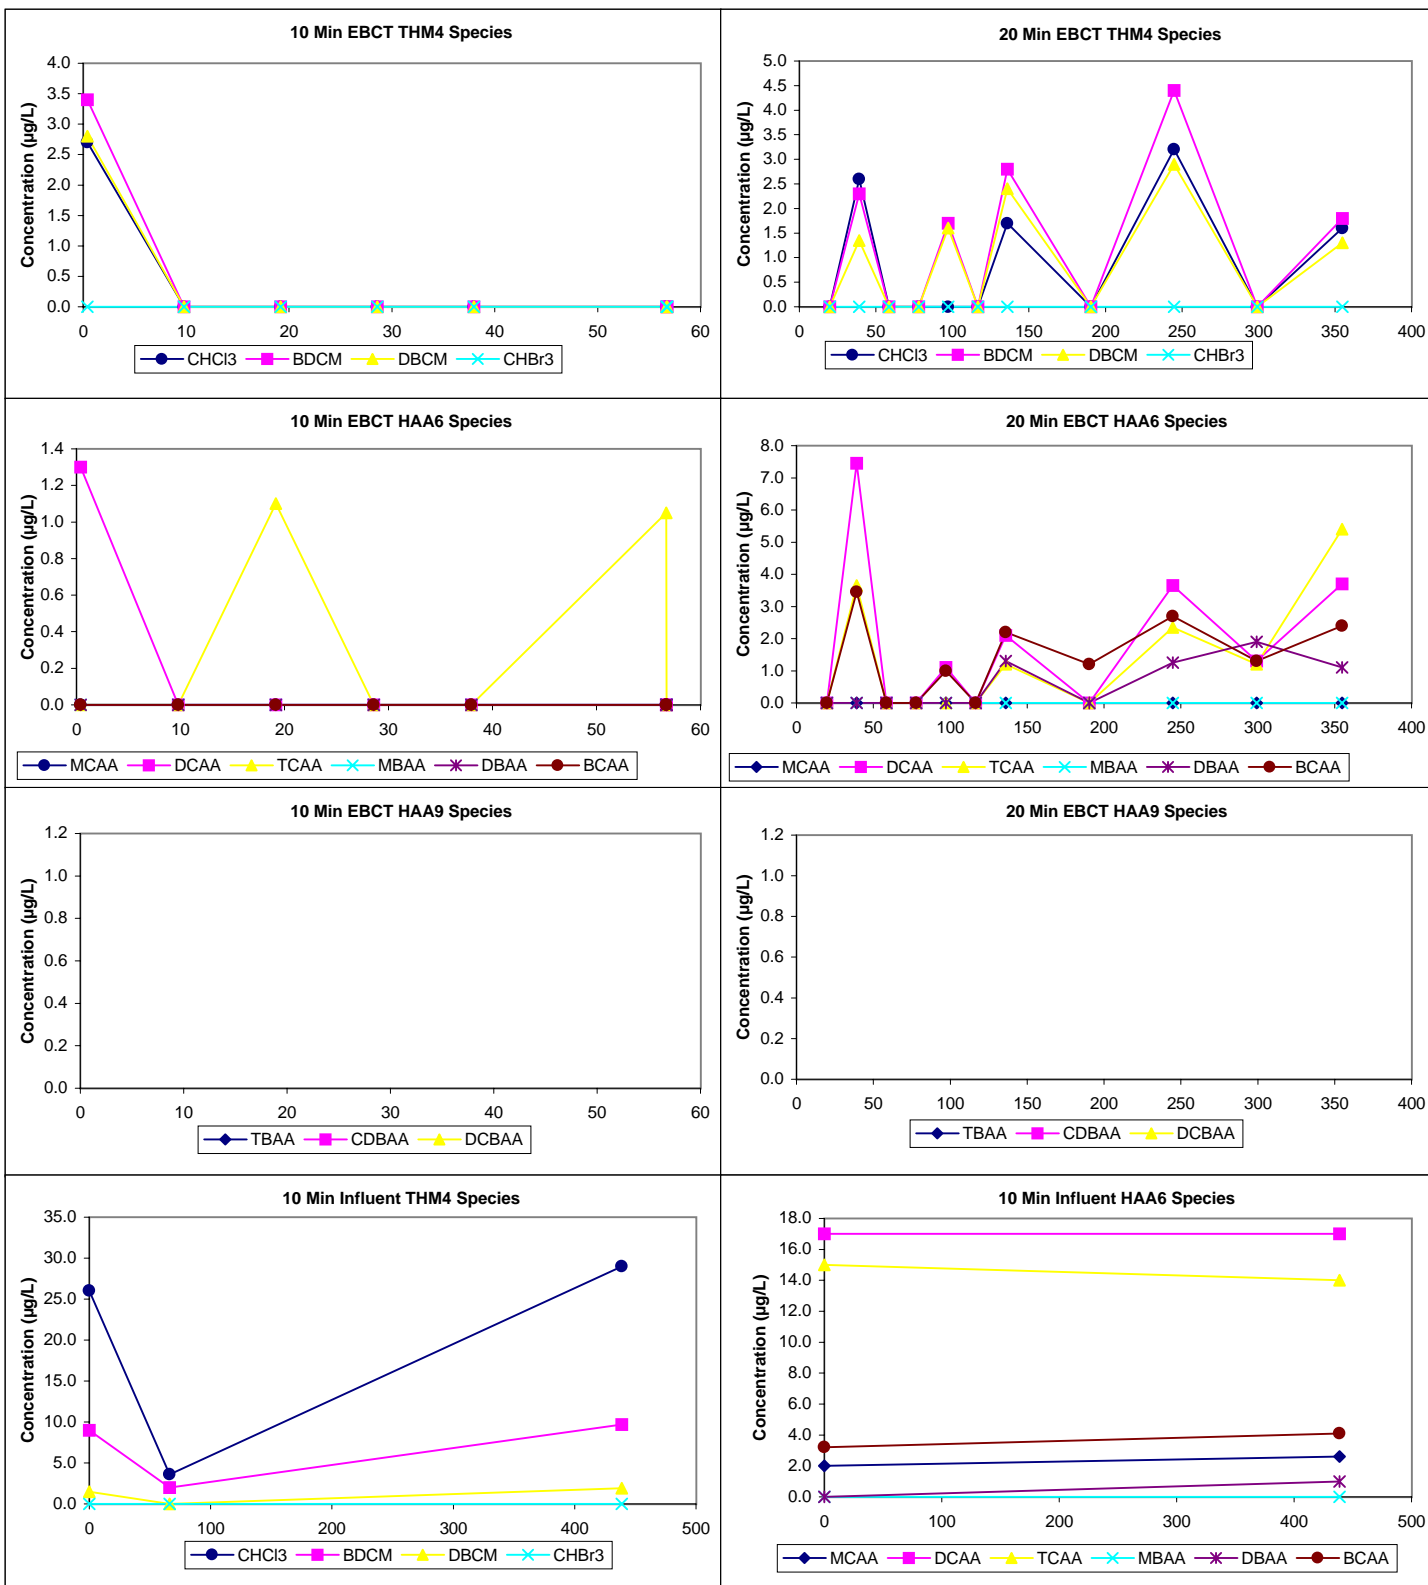 10 Min EBCT THM4 Species
Concentration (µg/L)
4.0
3.5
3.0
2.5
2.0
1.5
1.0
0.5
0.0
0 10 20 30 40 50 60
CHCl3 BDCM DBCM CHBr3
20 Min EBCT THM4 Species
Concentration (µg/L)
5.0
4.5
4.0
3.5
3.0
2.5
2.0
1.5
1.0
0.5
0.0
0 50 100 150 200 250 300 350 400
CHCl3 BDCM DBCM CHBr3
10 Min EBCT HAA6 Species
Concentration (µg/L)
1.4
1.2
1.0
0.8
0.6
0.4
0.2
0.0
0 10 20 30 40 50 60
MCAA DCAA TCAA MBAA DBAA BCAA
20 Min EBCT HAA6 Species
Concentration (µg/L)
8.0
7.0
6.0
5.0
4.0
3.0
2.0
1.0
0.0
0 50 100 150 200 250 300 350 400
MCAA DCAA TCAA MBAA DBAA BCAA
10 Min EBCT HAA9 Species
Concentration (µg/L)
1.2
1.0
0.8
0.6
0.4
0.2
0.0
0 10 20 30 40 50 60
TBAA CDBAA DCBAA
20 Min EBCT HAA9 Species
Concentration (µg/L)
1.2
1.0
0.8
0.6
0.4
0.2
0.0
0 50 100 150 200 250 300 350 400
TBAA CDBAA DCBAA
10 Min Influent THM4 Species
Concentration (µg/L)
35.0
30.0
25.0
20.0
15.0
10.0
5.0
0.0
0 100 200 300 400 500
CHCl3 BDCM DBCM CHBr3
10 Min Influent HAA6 Species
Concentration (µg/L)
18.0
16.0
14.0
12.0
10.0
8.0
6.0
4.0
2.0
0.0
0 100 200 300 400 500
MCAA DCAA TCAA MBAA DBAA BCAA